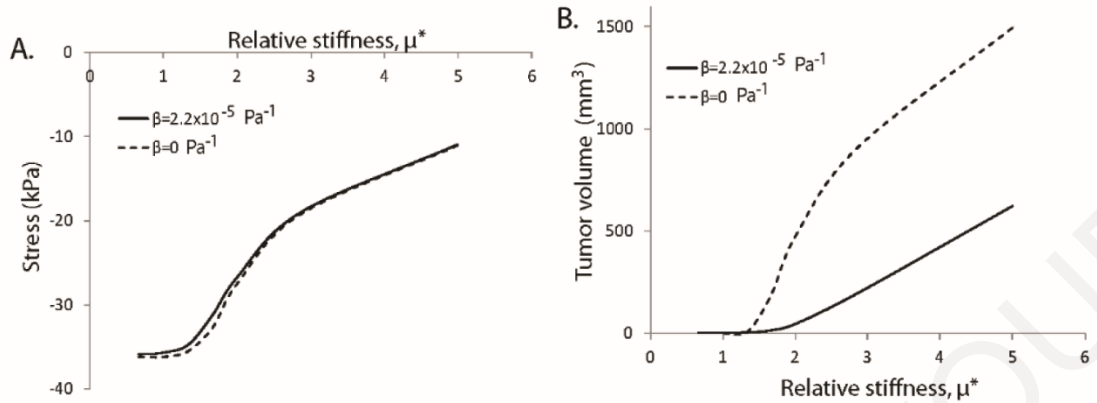 A.
Relative stiffness, μ*
0 1 2 3 4 5 6
0
-10
-20
-30
-40
Stress (kPa)
β=2.2x10⁻⁵ Pa⁻¹
β=0 Pa⁻¹
B.
1500
1000
500
0
Tumor volume (mm³)
β=2.2x10⁻⁵ Pa⁻¹
β=0 Pa⁻¹
0 1 2 3 4 5 6
Relative stiffness, μ*